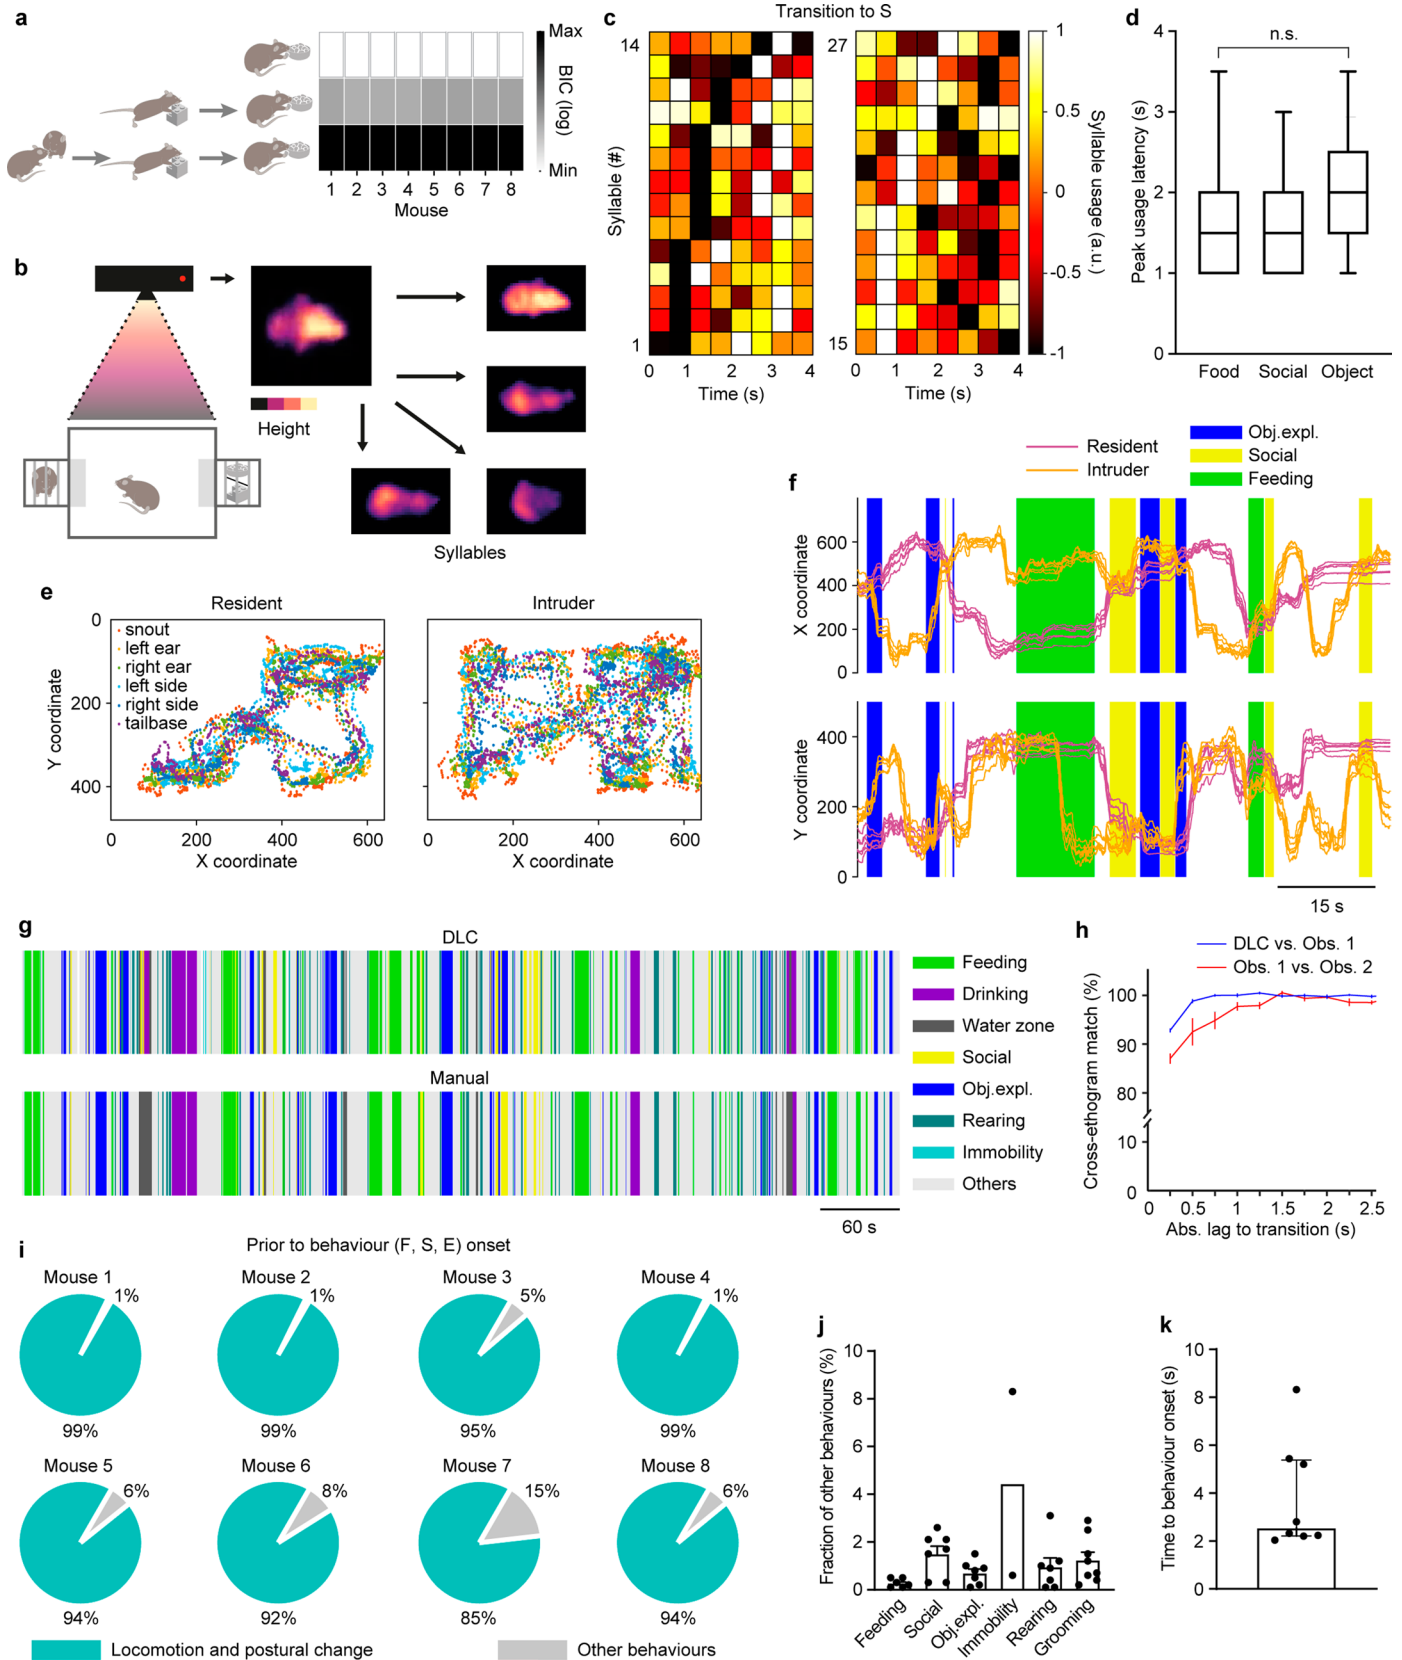 a
Max
BIC (log)
Min
1 2 3 4 5 6 7 8
Mouse
b
Height
Syllables
c
Transition to S
14
1
Syllable (#)
0 1 2 3 4
Time (s)
27
15
0 1 2 3 4
Time (s)
1
0.5
0
-0.5
-1
Syllable usage (a.u.)
d
n.s.
4
3
2
1
0
Peak usage latency (s)
Food Social Object
e
Resident
Intruder
0
200
400
Y coordinate
snout
left ear
right ear
left side
right side
tailbase
0 200 400 600
X coordinate
0 200 400 600
X coordinate
f
Resident
Intruder
Obj.expl.
Social
Feeding
600
400
200
0
X coordinate
400
200
0
Y coordinate
15 s
g
DLC
Manual
60 s
Feeding
Drinking
Water zone
Social
Obj.expl.
Rearing
Immobility
Others
h
DLC vs. Obs. 1
Obs. 1 vs. Obs. 2
100
90
80
10
0
Cross-ethogram match (%)
0 0.5 1 1.5 2 2.5
Abs. lag to transition (s)
i
Prior to behaviour (F, S, E) onset
Mouse 1
1%
99%
Mouse 2
1%
99%
Mouse 3
5%
95%
Mouse 4
1%
99%
Mouse 5
6%
94%
Mouse 6
8%
92%
Mouse 7
15%
85%
Mouse 8
6%
94%
Locomotion and postural change
Other behaviours
j
10
8
6
4
2
0
Fraction of other behaviours (%)
Feeding
Social
Obj.expl.
Immobility
Rearing
Grooming
k
10
8
6
4
2
0
Time to behaviour onset (s)